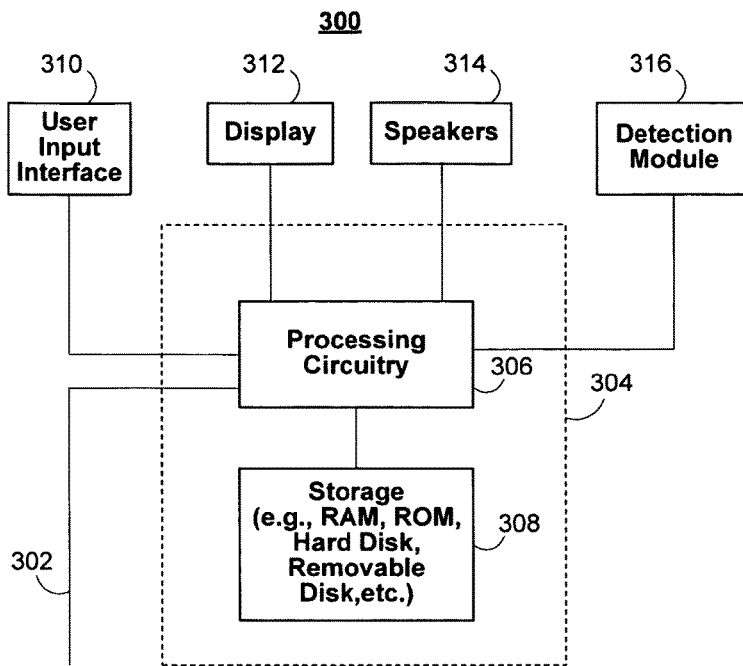 300
310
312
314
316
User
Input
Interface
Display
Speakers
Detection
Module
Processing
Circuitry
306
304
Storage
(e.g., RAM, ROM,
Hard Disk,
Removable
Disk,etc.)
308
302